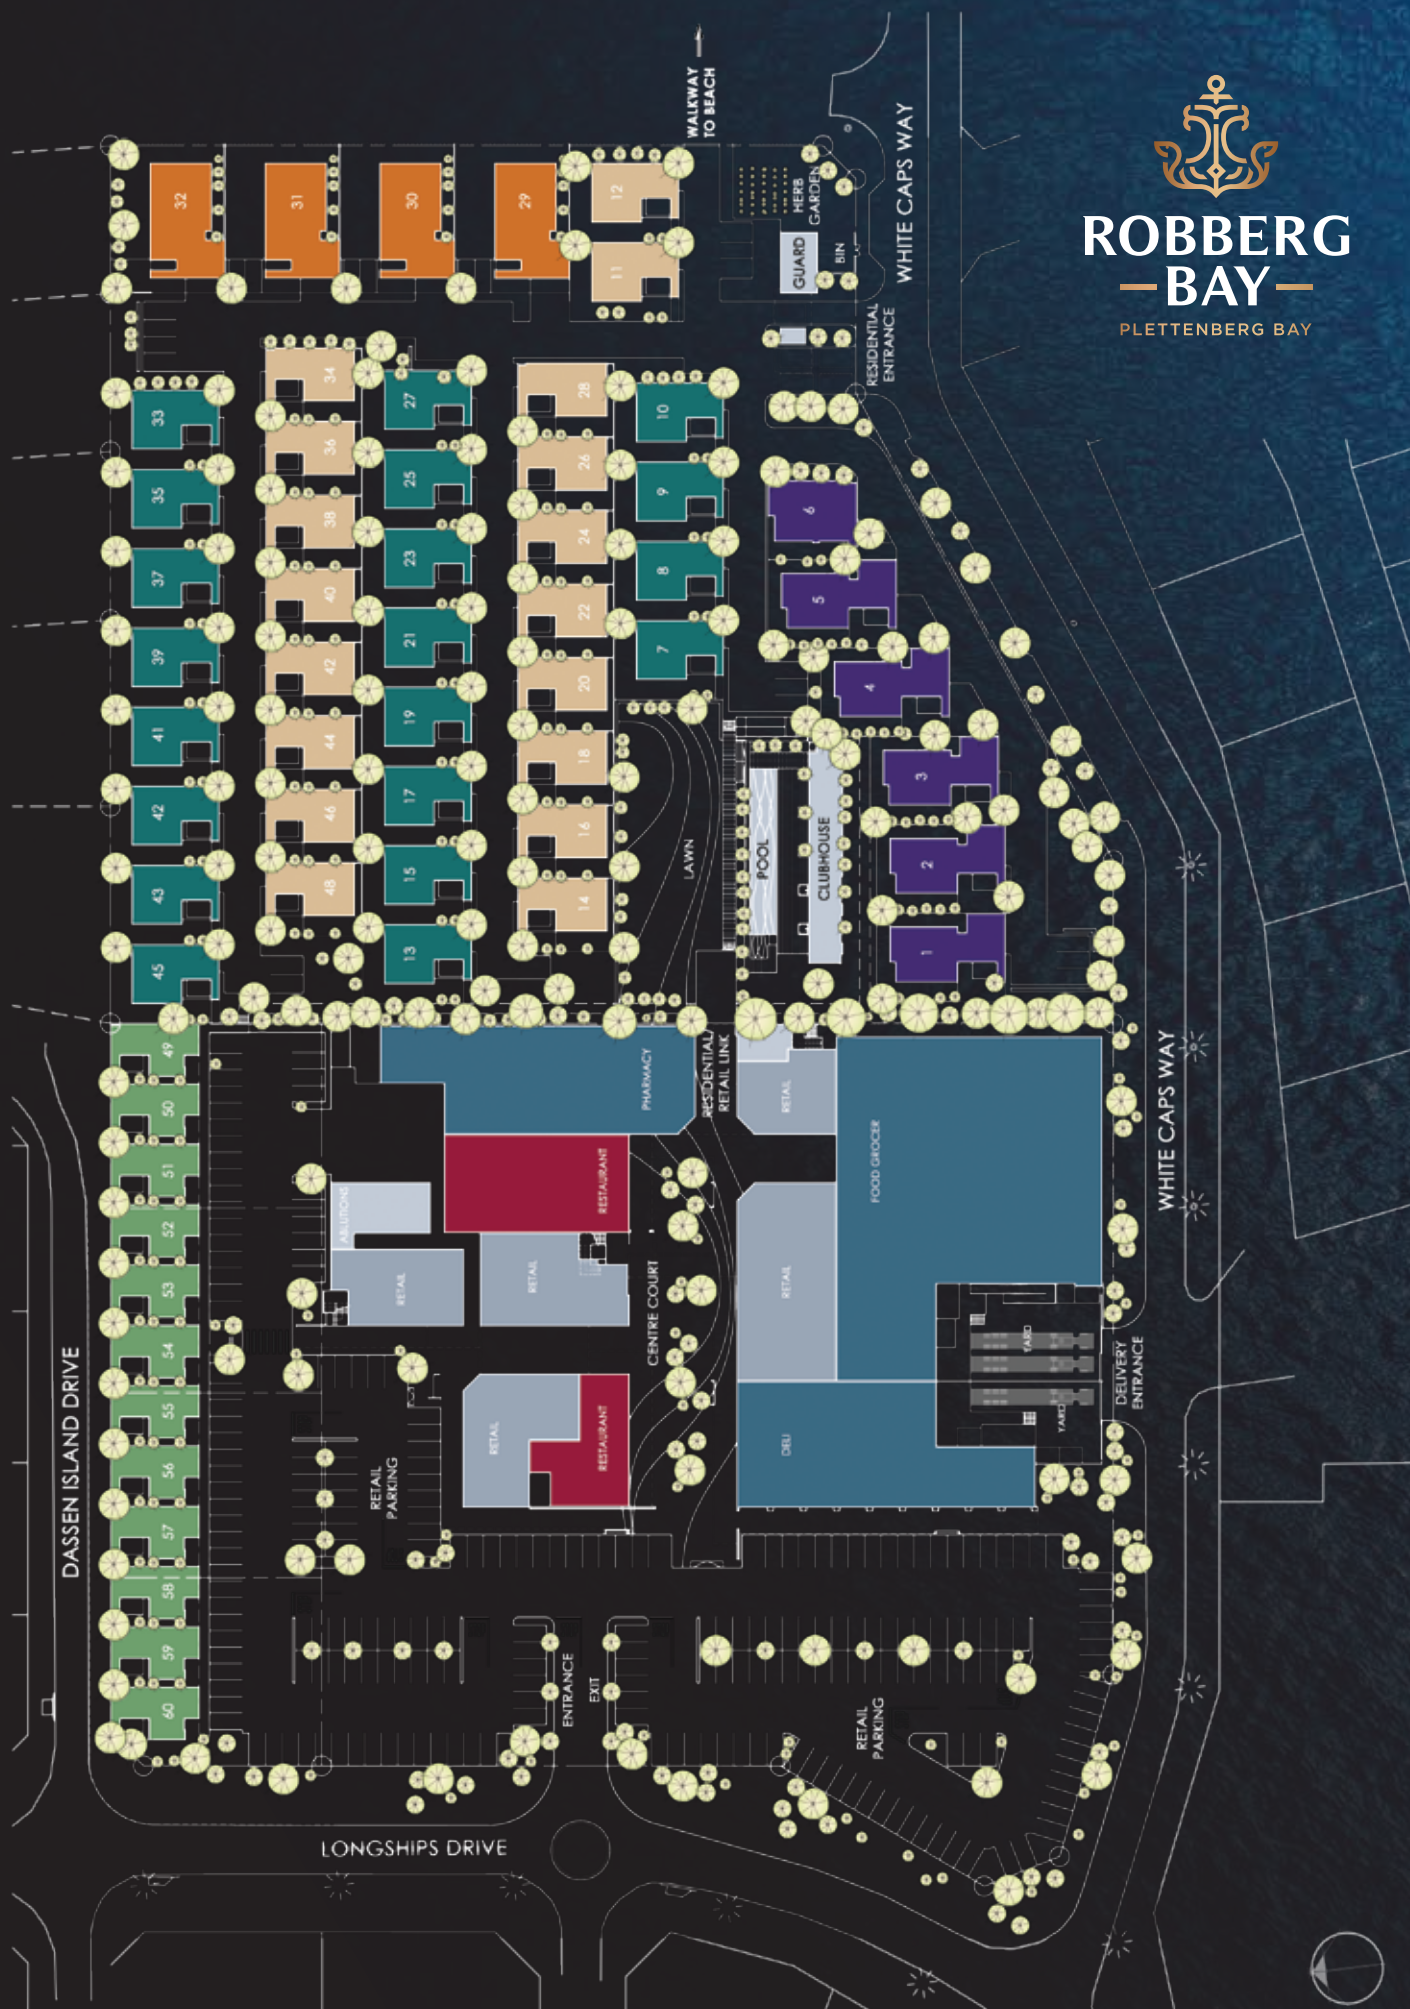 WALKWAY
TO BEACH
WHITE CAPS WAY
ROBBERG
BAY
PLETTENBERG BAY
32
31
30
29
12
11
HERB
GARDEN
GUARD
BIN
RESIDENTIAL
ENTRANCE
33
35
37
39
41
42
43
45
34
36
38
40
42
44
46
48
27
25
23
21
19
17
15
13
28
26
24
22
20
18
16
14
10
9
8
7
6
5
4
3
2
1
LAWN
POOL
CLUBHOUSE
49
50
51
52
53
54
55
56
57
58
59
60
PHARMACY
RESIDENTIAL/
RETAIL LINK
RETAIL
FOOD GROCER
RESTAURANT
ABLUTIONS
RETAIL
RETAIL
CENTRE COURT
RETAIL
RETAIL
RESTAURANT
DELI
YARD
YARD
DELIVERY
ENTRANCE
WHITE CAPS WAY
DASSEN ISLAND DRIVE
RETAIL
PARKING
ENTRANCE
EXIT
RETAIL
PARKING
LONGSHIPS DRIVE